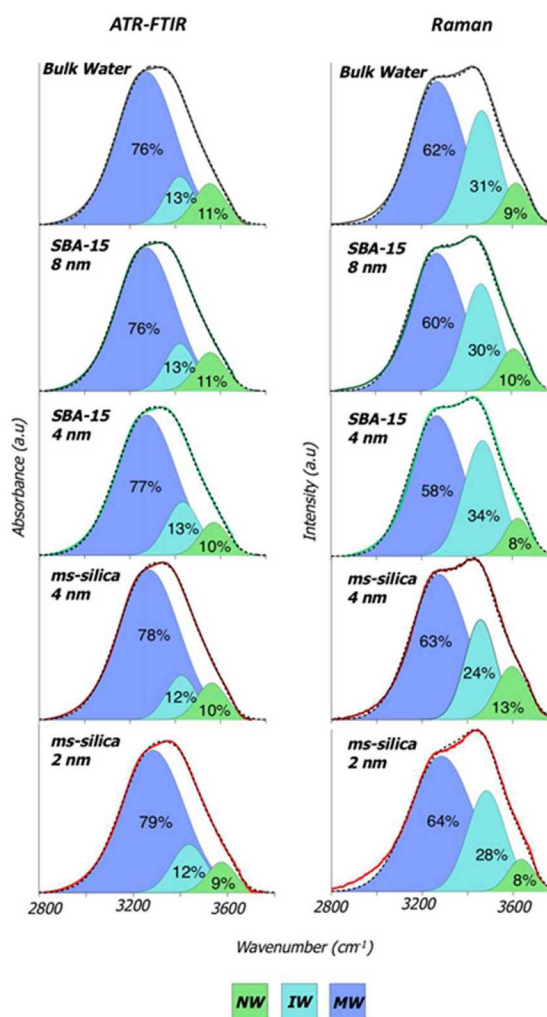 ATR-FTIR
Raman
Bulk Water
76%
13%
11%
Bulk Water
62%
31%
9%
SBA-15
8 nm
76%
13%
11%
SBA-15
8 nm
60%
30%
10%
SBA-15
4 nm
77%
13%
10%
SBA-15
4 nm
58%
34%
8%
ms-silica
4 nm
78%
12%
10%
ms-silica
4 nm
63%
24%
13%
ms-silica
2 nm
79%
12%
9%
ms-silica
2 nm
64%
28%
8%
Absorbance (a.u)
Intensity (a.u)
2800 3200 3600
2800 3200 3600
Wavenumber (cm-1)
NW IW MW